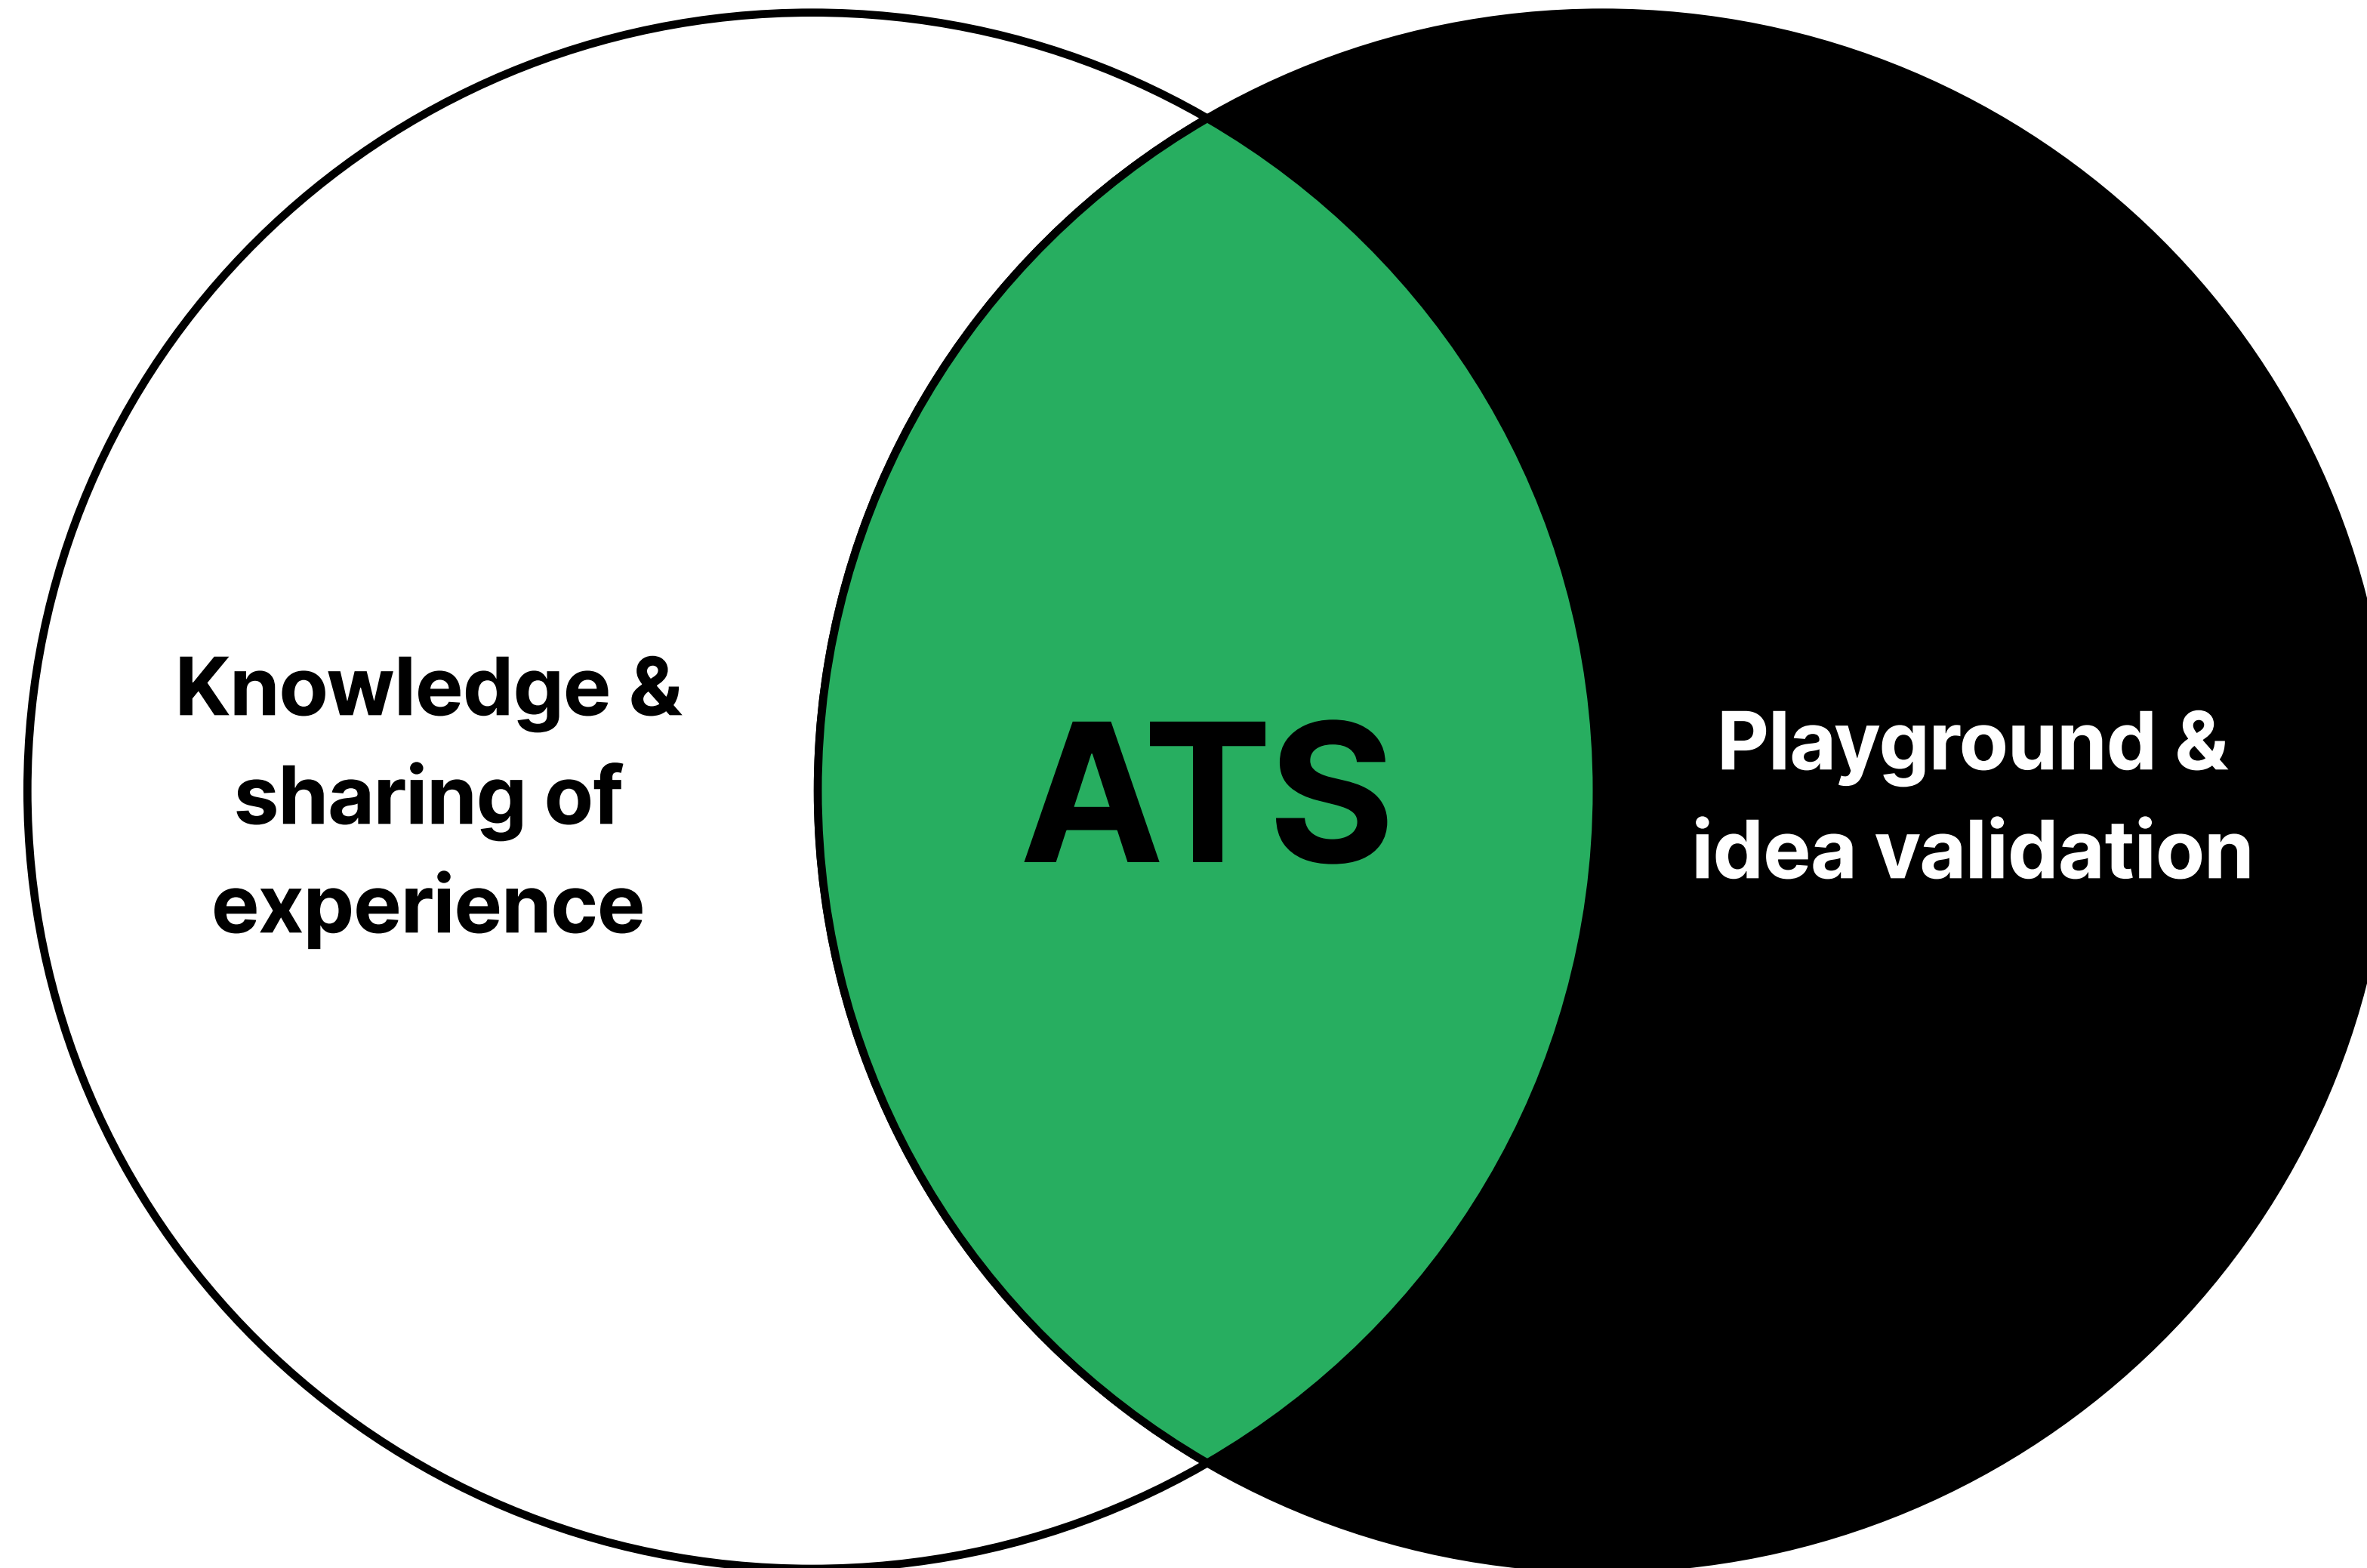 Knowledge &
sharing of
experience
ATS
Playground &
idea validation